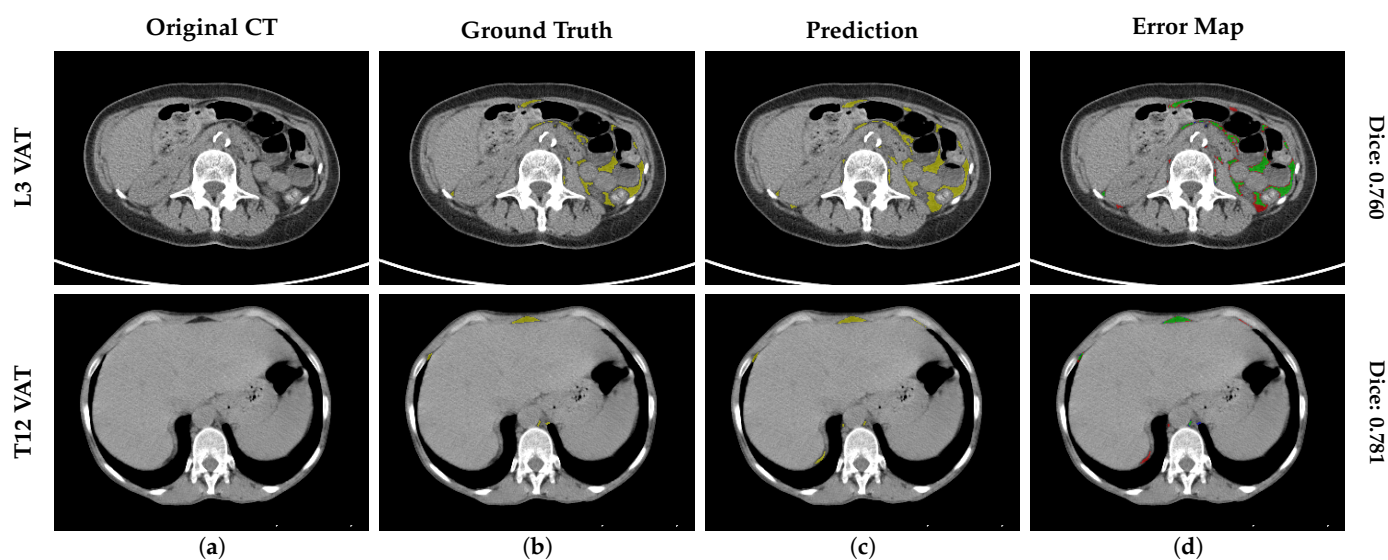 Original CT
Ground Truth
Prediction
Error Map
L3 VAT
Dice: 0.760
T12 VAT
Dice: 0.781
(a)
(b)
(c)
(d)